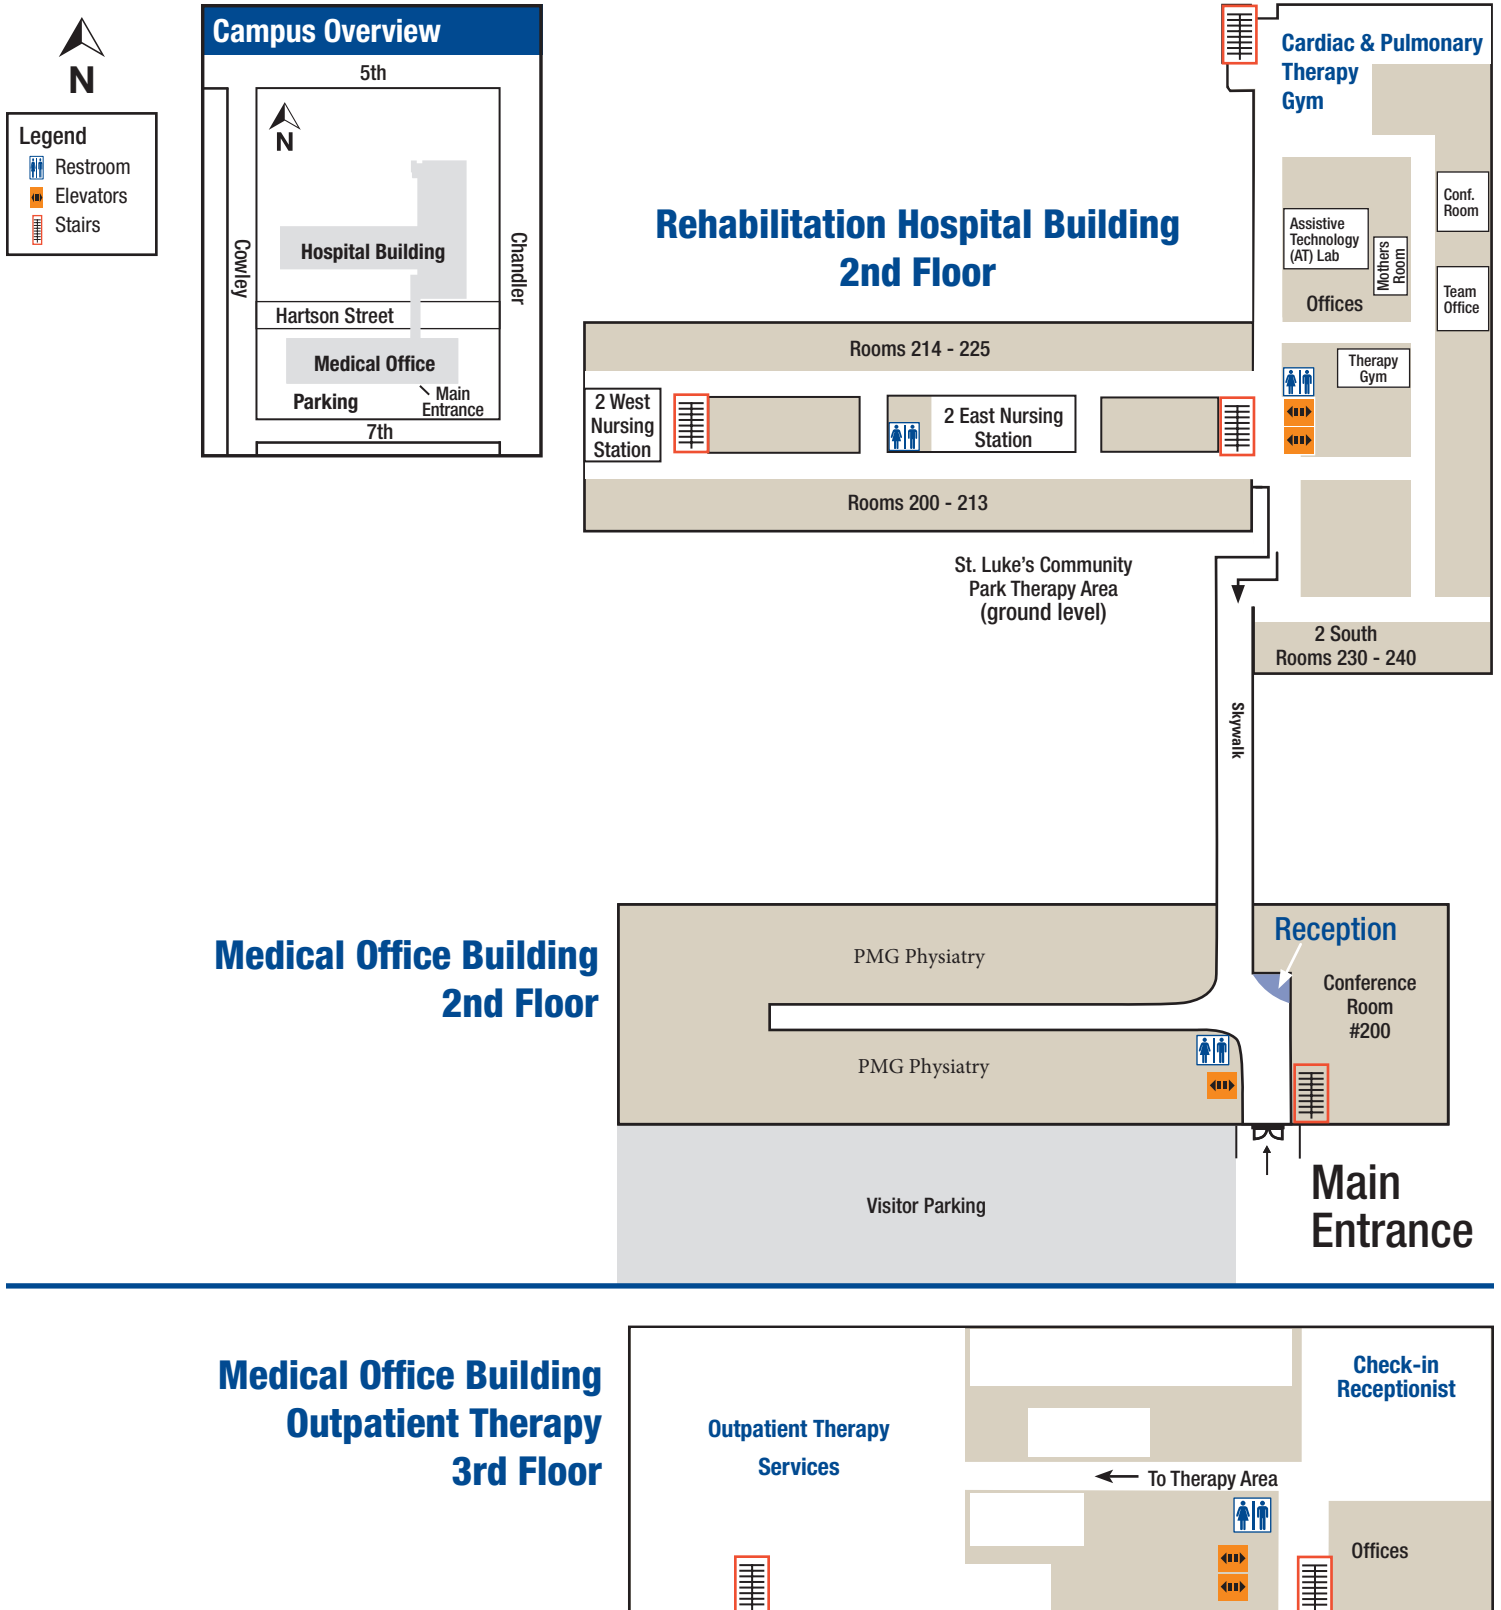 N
Legend
Restroom
Elevators
Stairs
Campus Overview
5th
N
Hospital Building
Cowley
Chandler
Hartson Street
Medical Office
Parking
Main
Entrance
7th
Cardiac & Pulmonary
Therapy
Gym
Conf.
Room
Assistive
Technology
(AT) Lab
Mothers
Room
Offices
Team
Office
Therapy
Gym
Rehabilitation Hospital Building
2nd Floor
Rooms 214 - 225
2 West
Nursing
Station
2 East Nursing
Station
Rooms 200 - 213
St. Luke's Community
Park Therapy Area
(ground level)
2 South
Rooms 230 - 240
Skywalk
Medical Office Building
2nd Floor
PMG Physiatry
PMG Physiatry
Reception
Conference
Room
#200
Visitor Parking
Main
Entrance
Medical Office Building
Outpatient Therapy
3rd Floor
Outpatient Therapy
Services
Check-in
Receptionist
To Therapy Area
Offices